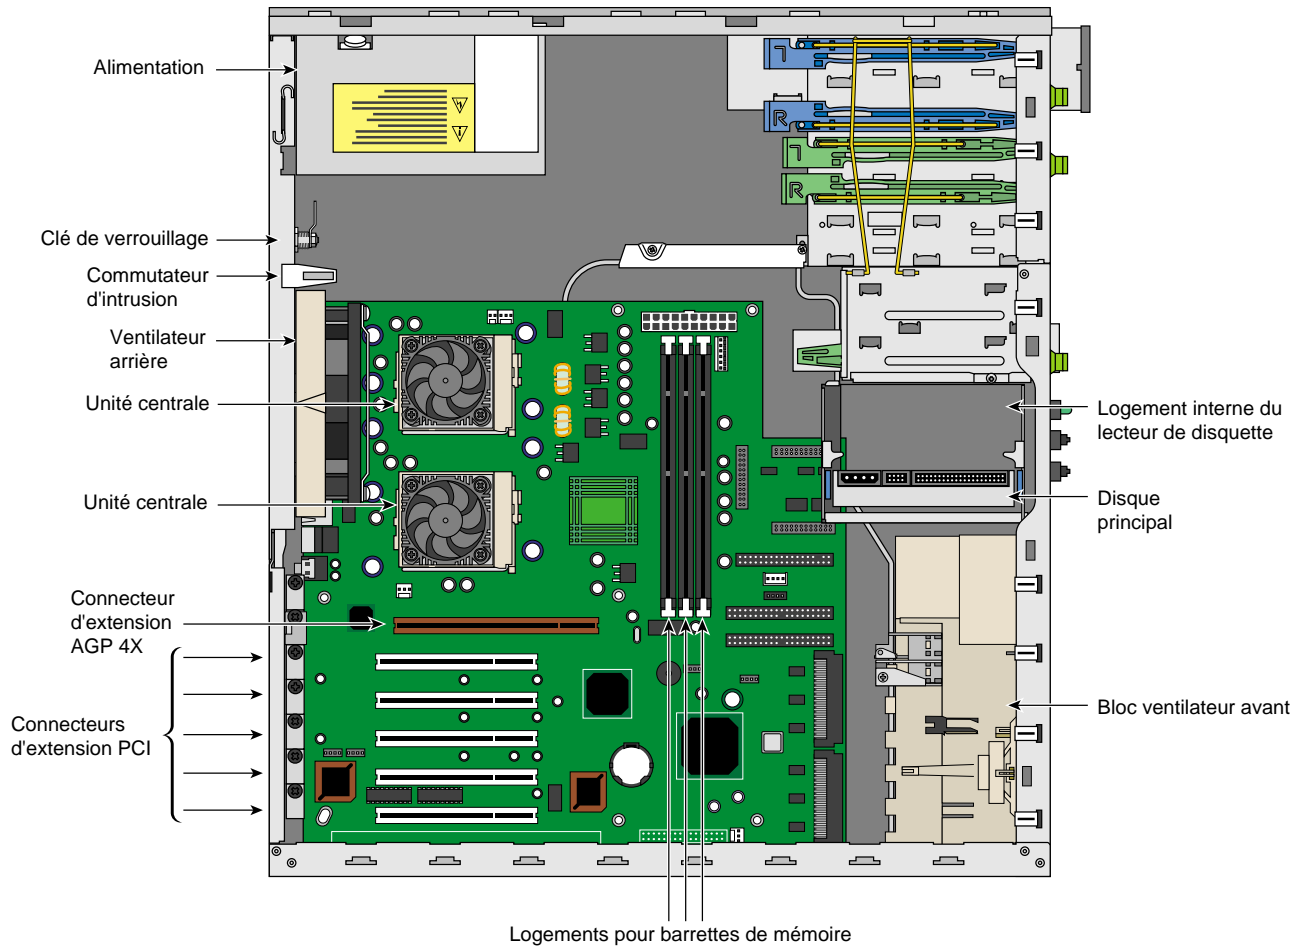 Alimentation
Clé de verrouillage
Commutateur
d'intrusion
Ventilateur
arrière
Unité centrale
Unité centrale
Connecteur
d'extension
AGP 4X
Connecteurs
d'extension PCI
L
R
L
R
Logement interne du
lecteur de disquette
Disque
principal
Bloc ventilateur avant
Logements pour barrettes de mémoire